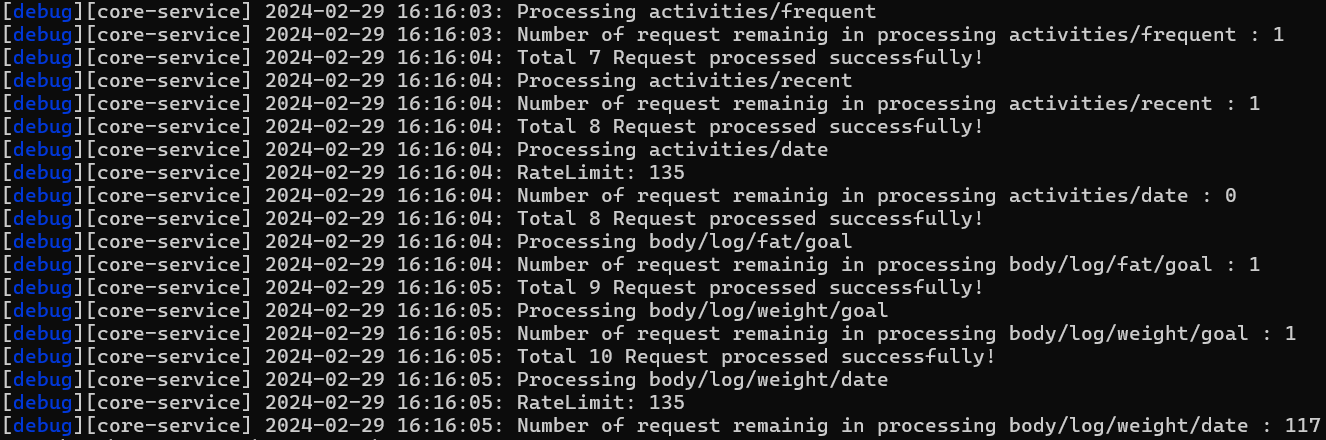 [debug][core-service] 2024-02-29 16:16:03: Processing activities/frequent
[debug][core-service] 2024-02-29 16:16:03: Number of request remainig in processing activities/frequent : 1
[debug][core-service] 2024-02-29 16:16:04: Total 7 Request processed successfully!
[debug][core-service] 2024-02-29 16:16:04: Processing activities/recent
[debug][core-service] 2024-02-29 16:16:04: Number of request remainig in processing activities/recent : 1
[debug][core-service] 2024-02-29 16:16:04: Total 8 Request processed successfully!
[debug][core-service] 2024-02-29 16:16:04: Processing activities/date
[debug][core-service] 2024-02-29 16:16:04: RateLimit: 135
[debug][core-service] 2024-02-29 16:16:04: Number of request remainig in processing activities/date : 0
[debug][core-service] 2024-02-29 16:16:04: Total 8 Request processed successfully!
[debug][core-service] 2024-02-29 16:16:04: Processing body/log/fat/goal
[debug][core-service] 2024-02-29 16:16:04: Number of request remainig in processing body/log/fat/goal : 1
[debug][core-service] 2024-02-29 16:16:05: Total 9 Request processed successfully!
[debug][core-service] 2024-02-29 16:16:05: Processing body/log/weight/goal
[debug][core-service] 2024-02-29 16:16:05: Number of request remainig in processing body/log/weight/goal : 1
[debug][core-service] 2024-02-29 16:16:05: Total 10 Request processed successfully!
[debug][core-service] 2024-02-29 16:16:05: Processing body/log/weight/date
[debug][core-service] 2024-02-29 16:16:05: RateLimit: 135
[debug][core-service] 2024-02-29 16:16:05: Number of request remainig in processing body/log/weight/date : 117